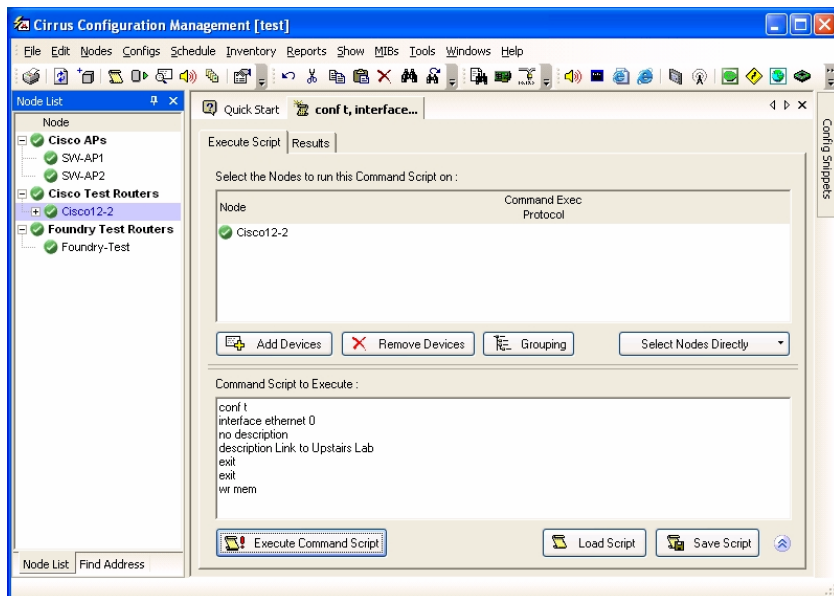 Cirrus Configuration Management [test]
File Edit Nodes Configs Schedule Inventory Reports Show MIBs Tools Windows Help
Node List
Node
Cisco APs
SW-AP1
SW-AP2
Cisco Test Routers
Cisco12-2
Foundry Test Routers
Foundry-Test
Node List Find Address
Quick Start conf t, interface...
Execute Script Results
Select the Nodes to run this Command Script on :
Node Command Exec Protocol
Cisco12-2
Add Devices Remove Devices Grouping Select Nodes Directly
Command Script to Execute :
conf t
interface ethernet 0
no description
description Link to Upstairs Lab
exit
exit
wr mem
Execute Command Script Load Script Save Script
Config Snippets